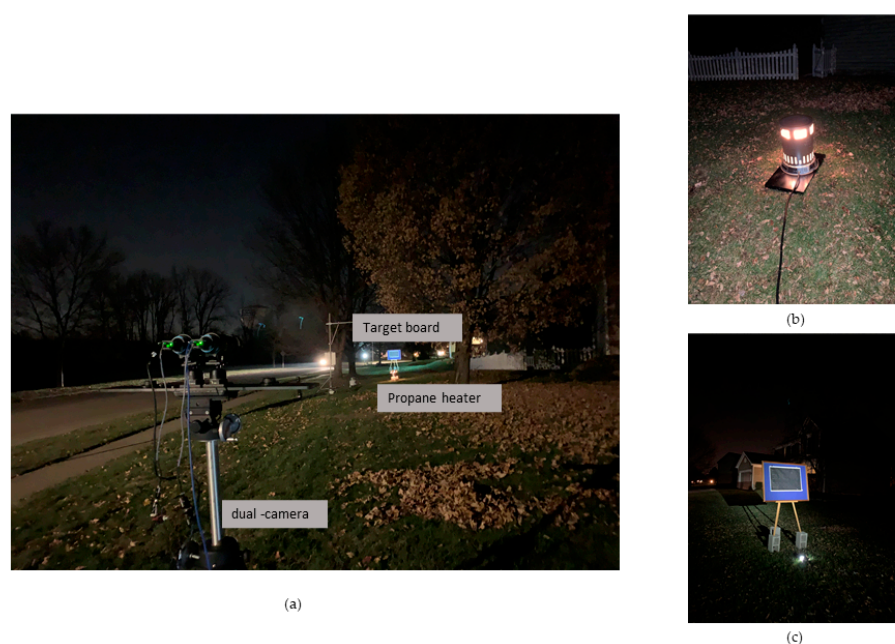 Target board
Propane heater
dual -camera
(a)
(b)
(c)